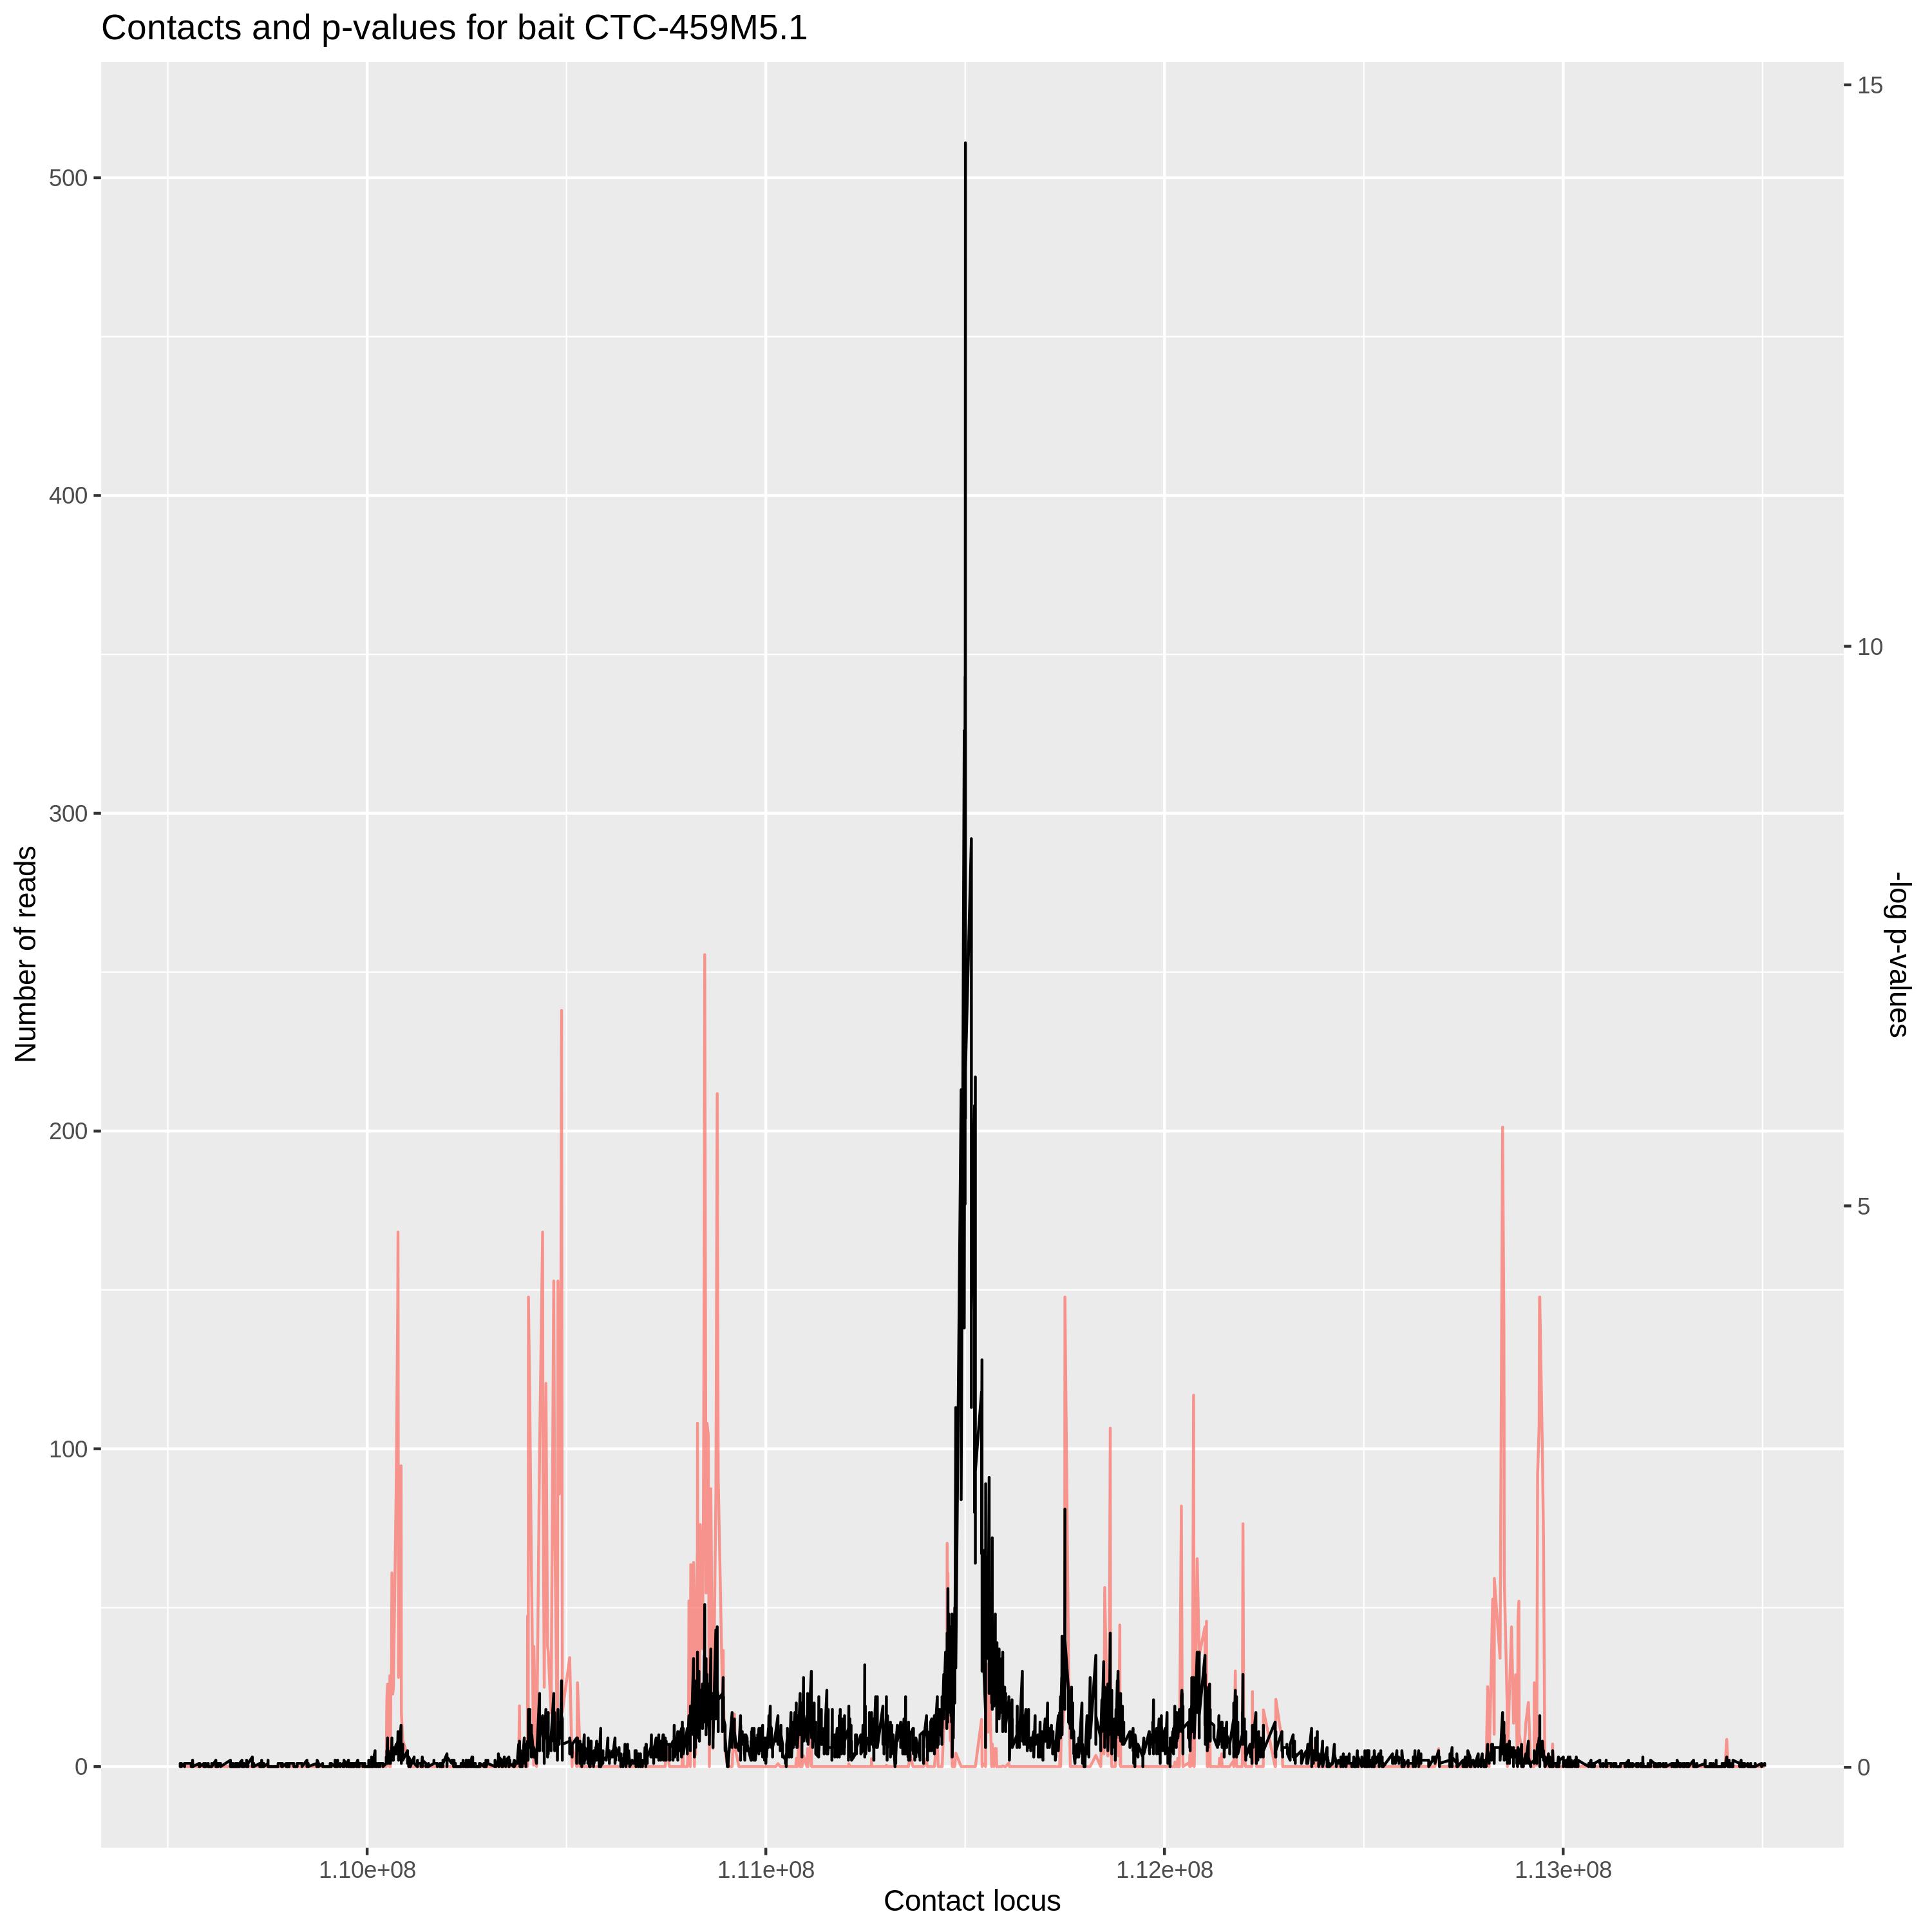 Contacts and p-values for bait CTC-459M5.1
Number of reads
500
400
300
200
100
0
15
10
5
0
-log p-values
1.10e+08
1.11e+08
1.12e+08
1.13e+08
Contact locus